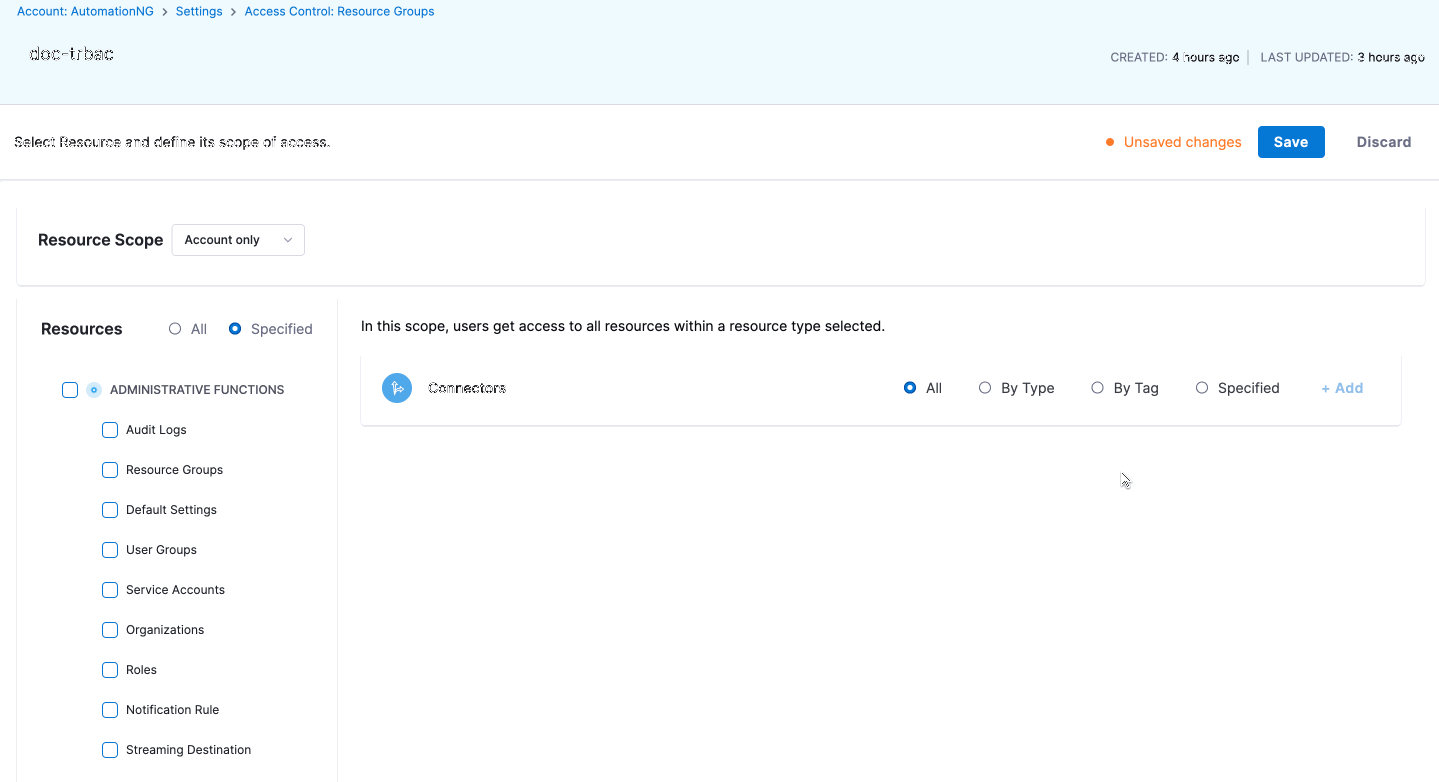 Account: AutomationNG > Settings > Access Control: Resource Groups
doc-trbac
CREATED: 4 hours ago | LAST UPDATED: 3 hours ago
Select Resource and define its scope of access.
Unsaved changes Save Discard
Resource Scope Account only
Resources All Specified
In this scope, users get access to all resources within a resource type selected.
ADMINISTRATIVE FUNCTIONS
Connectors All By Type By Tag Specified + Add
Audit Logs
Resource Groups
Default Settings
User Groups
Service Accounts
Organizations
Roles
Notification Rule
Streaming Destination